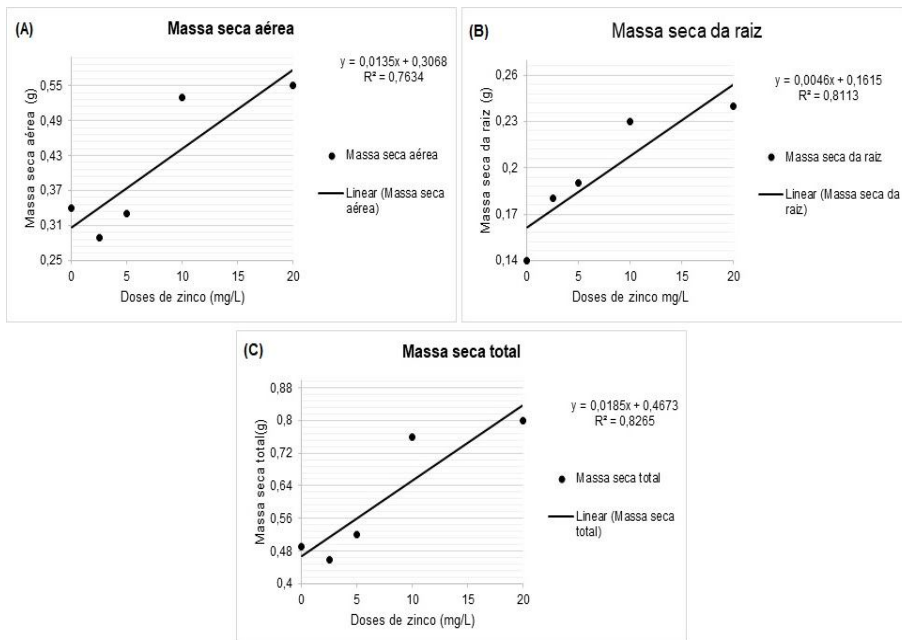 (A)
Massa seca aérea
y = 0,0135x + 0,3068
R² = 0,7634
Massa seca aérea (g)
0,55
0,49
0,43
0,37
0,31
0,25
0
5
10
15
20
Doses de zinco (mg/L)
Massa seca aérea
Linear (Massa seca
aérea)
(B)
Massa seca da raiz
y = 0,0046x + 0,1615
R² = 0,8113
Massa seca da raiz (g)
0,26
0,23
0,2
0,17
0,14
0
5
10
15
20
Doses de zinco mg/L
Massa seca da raiz
Linear (Massa seca da
raiz)
(C)
Massa seca total
y = 0,0185x + 0,4673
R² = 0,8265
Massa seca total(g)
0,88
0,8
0,72
0,64
0,56
0,48
0,4
0
5
10
15
20
Doses de zinco (mg/L)
Massa seca total
Linear (Massa seca
total)